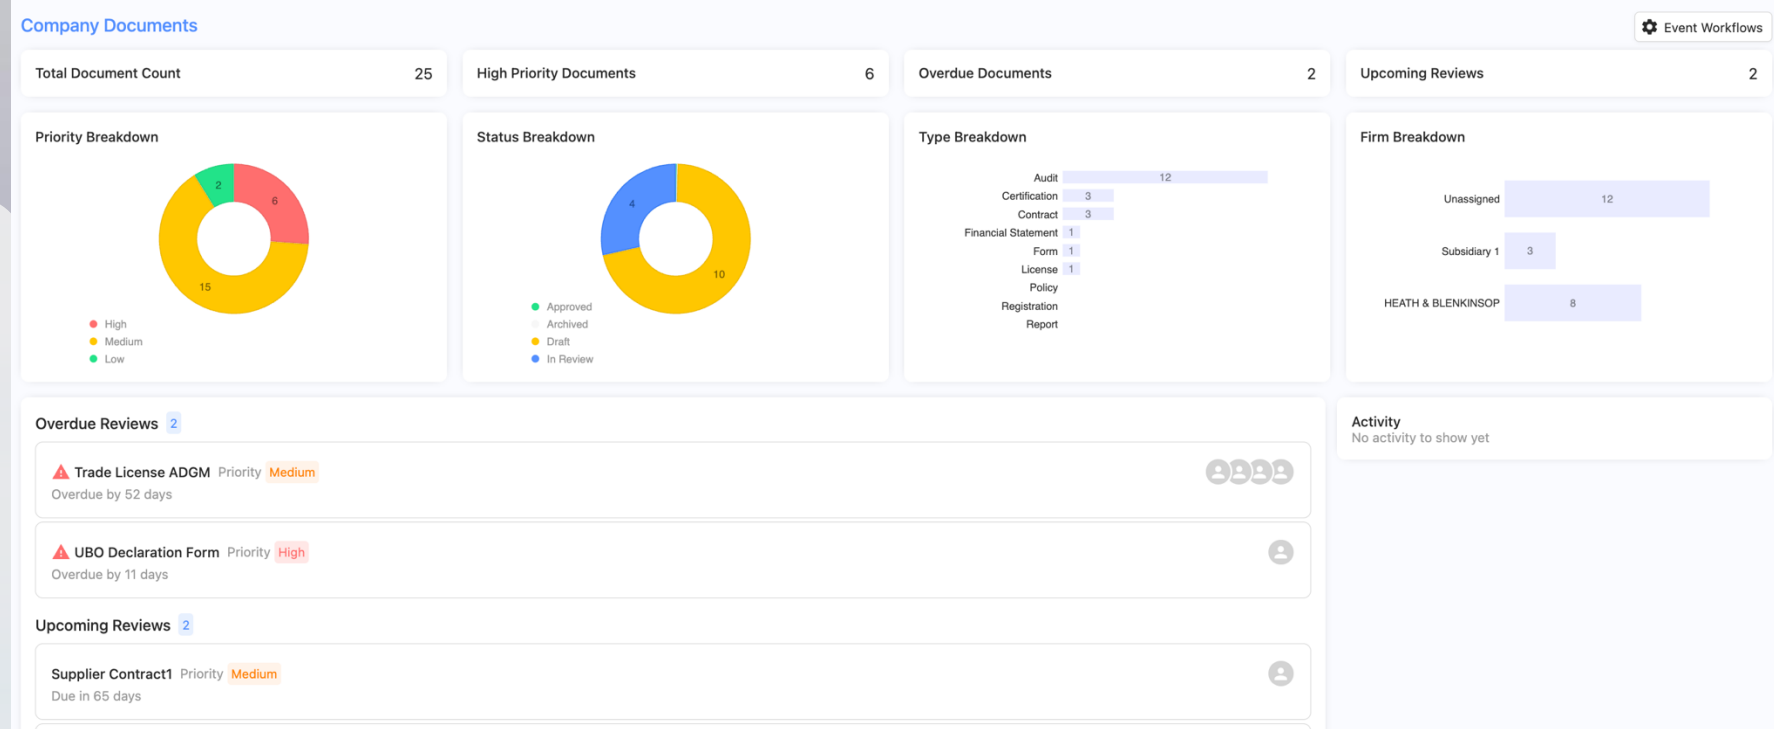 Company Documents
Event Workflows
Total Document Count 25
High Priority Documents 6
Overdue Documents 2
Upcoming Reviews 2
Priority Breakdown
2
6
15
High
Medium
Low
Status Breakdown
4
10
Approved
Archived
Draft
In Review
Type Breakdown
Audit 12
Certification 3
Contract 3
Financial Statement 1
Form 1
License 1
Policy
Registration
Report
Firm Breakdown
Unassigned 12
Subsidiary 1 3
HEATH & BLENKINSOP 8
Overdue Reviews 2
Trade License ADGM Priority Medium
Overdue by 52 days
UBO Declaration Form Priority High
Overdue by 11 days
Upcoming Reviews 2
Supplier Contract1 Priority Medium
Due in 65 days
Activity
No activity to show yet